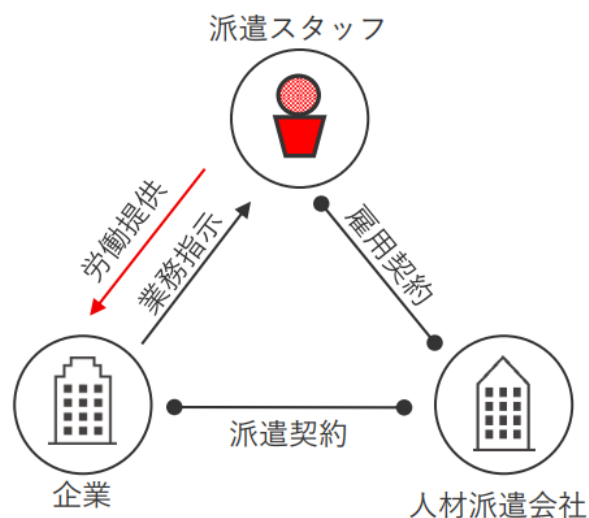 派遣スタッフ
労働提供
業務指示
雇用契約
派遣契約
企業
人材派遣会社